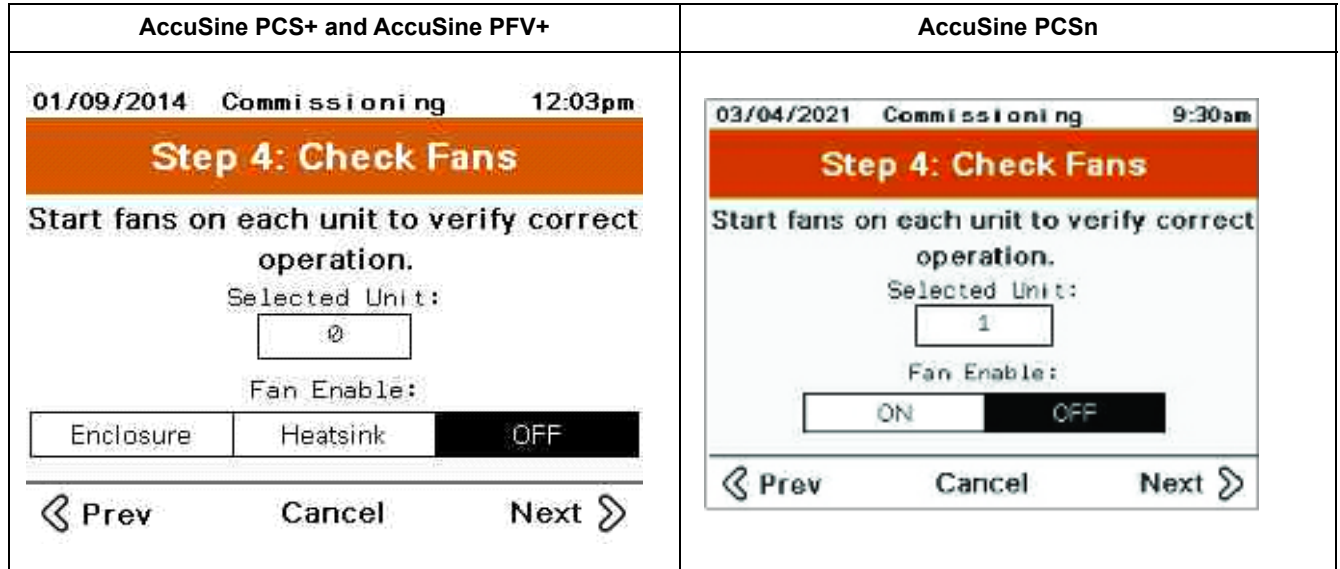 AccuSine PCS+ and AccuSine PFV+
AccuSine PCSn
01/09/2014 Commissioning 12:03pm
Step 4: Check Fans
Start fans on each unit to verify correct
operation.
Selected Unit:
0
Fan Enable:
Enclosure Heatsink OFF
Prev Cancel Next
03/04/2021 Commissioning 9:30am
Step 4: Check Fans
Start fans on each unit to verify correct
operation.
Selected Unit:
1
Fan Enable:
ON OFF
Prev Cancel Next